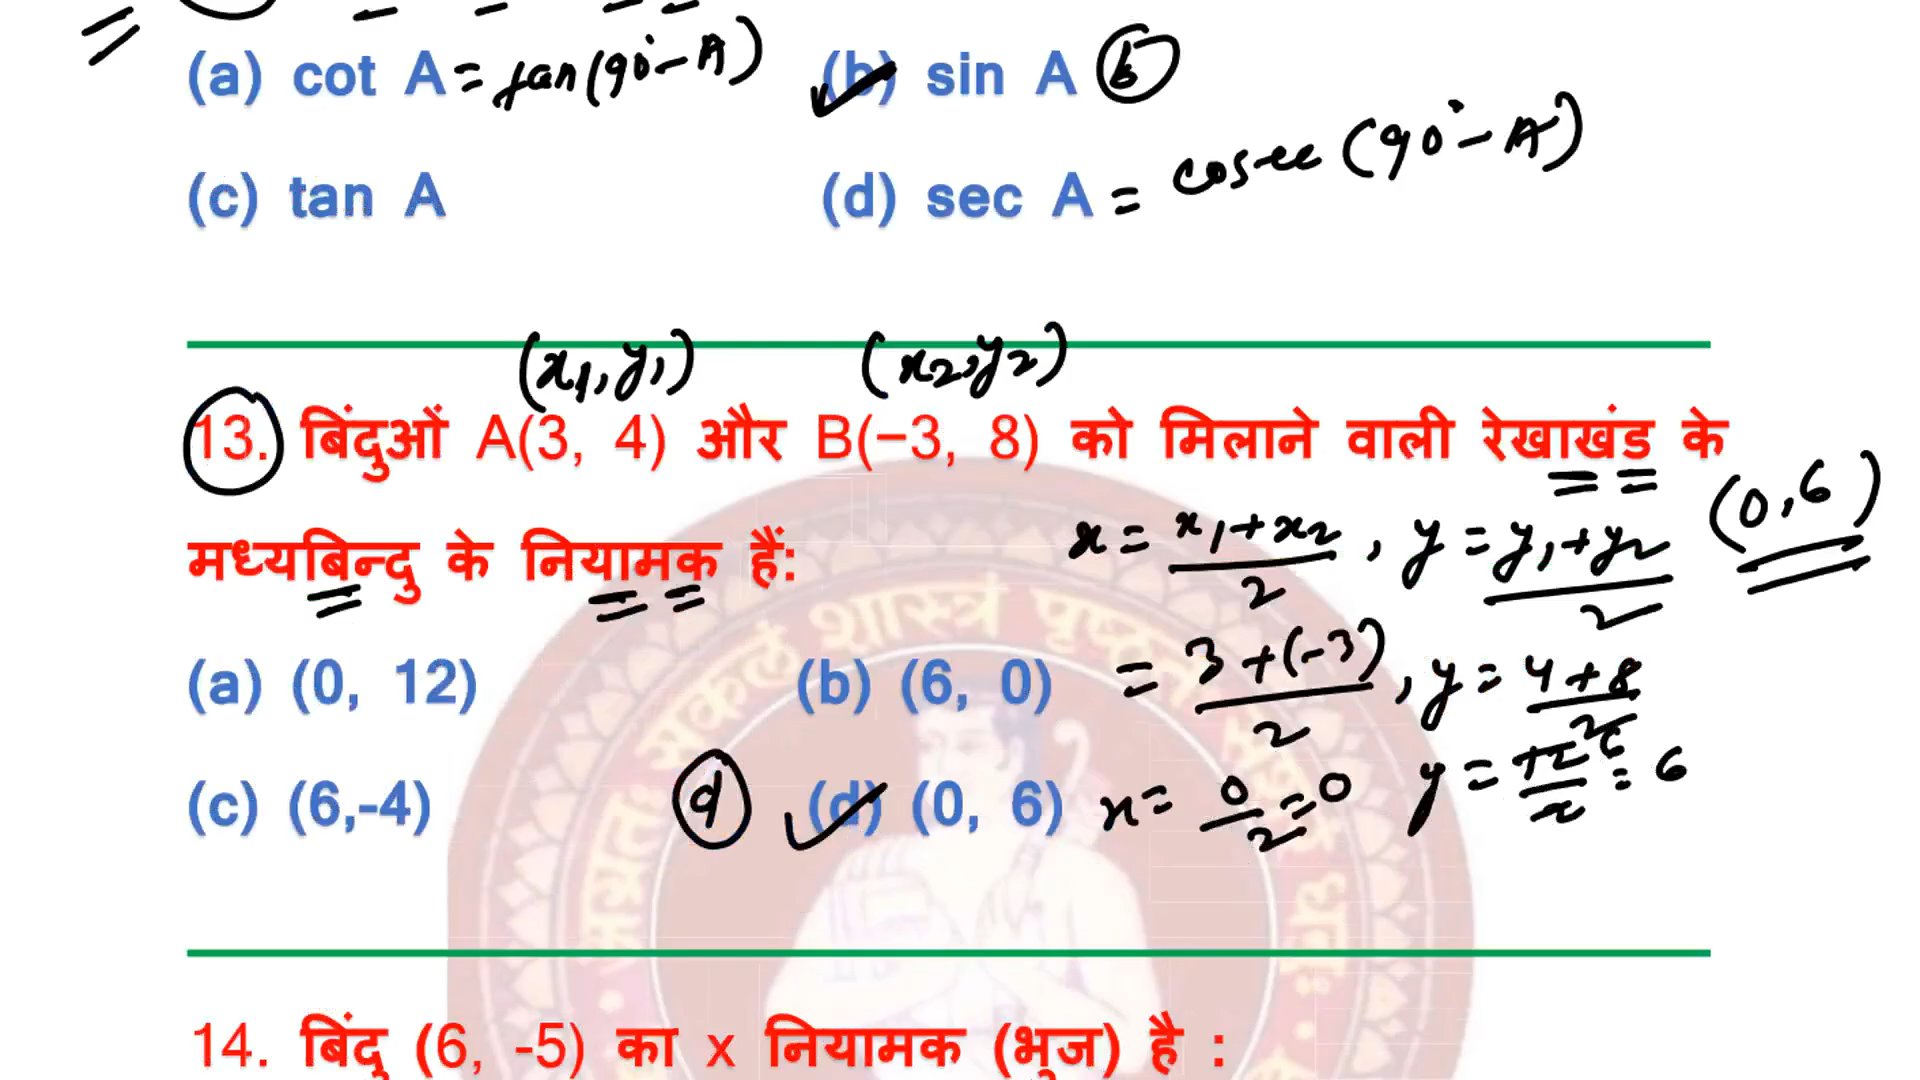 (a) cot A = tan(90°-A) (b) sin A (b)
(c) tan A (d) sec A = cosec (90°-A)
(x1, y1) (x2, y2)
13. बिंदुओं A(3, 4) और B(−3, 8) को मिलाने वाली रेखाखंड के
मध्यबिन्दु के नियामक हैं:
x = x1+x2/2 , y = y1+y2/2 (0,6)
(a) (0, 12) (b) (6, 0)
= 3+(-3)/2 , y = 4+8/2
(c) (6,-4) (d) (d) (0, 6)
x = 0/2 = 0 y = 12/2 = 6
14. बिंदु (6, -5) का x नियामक (भुज) है :
शास्त्रं पृष्ठतः
सकलं